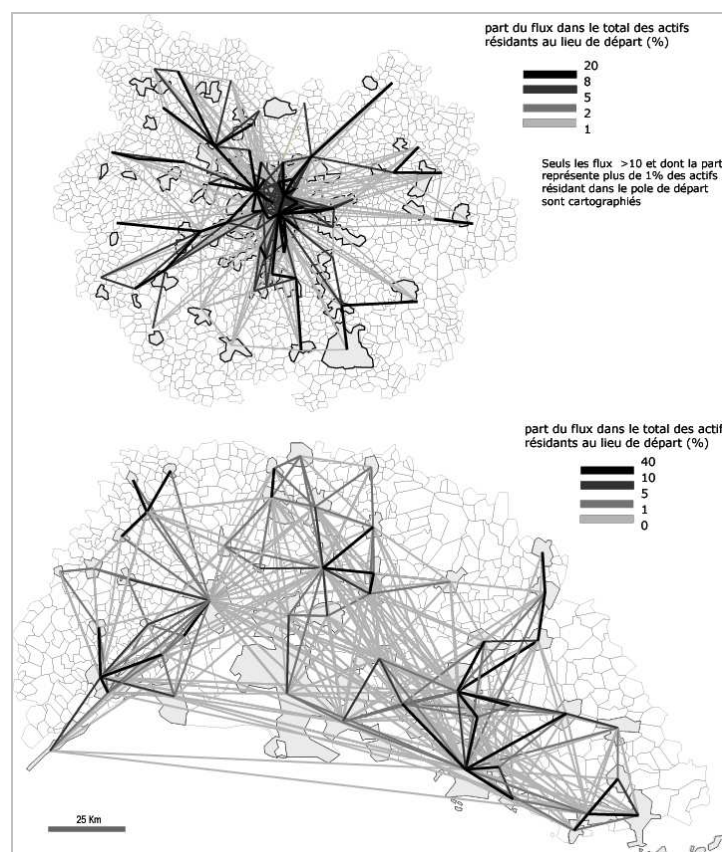 part du flux dans le total des actifs
résidants au lieu de départ (%)
20
8
5
2
1
Seuls les flux >10 et dont la part
représente plus de 1% des actifs
résidant dans le pole de départ
sont cartographiés
part du flux dans le total des actif
résidants au lieu de départ (%)
40
10
5
1
0
25 Km